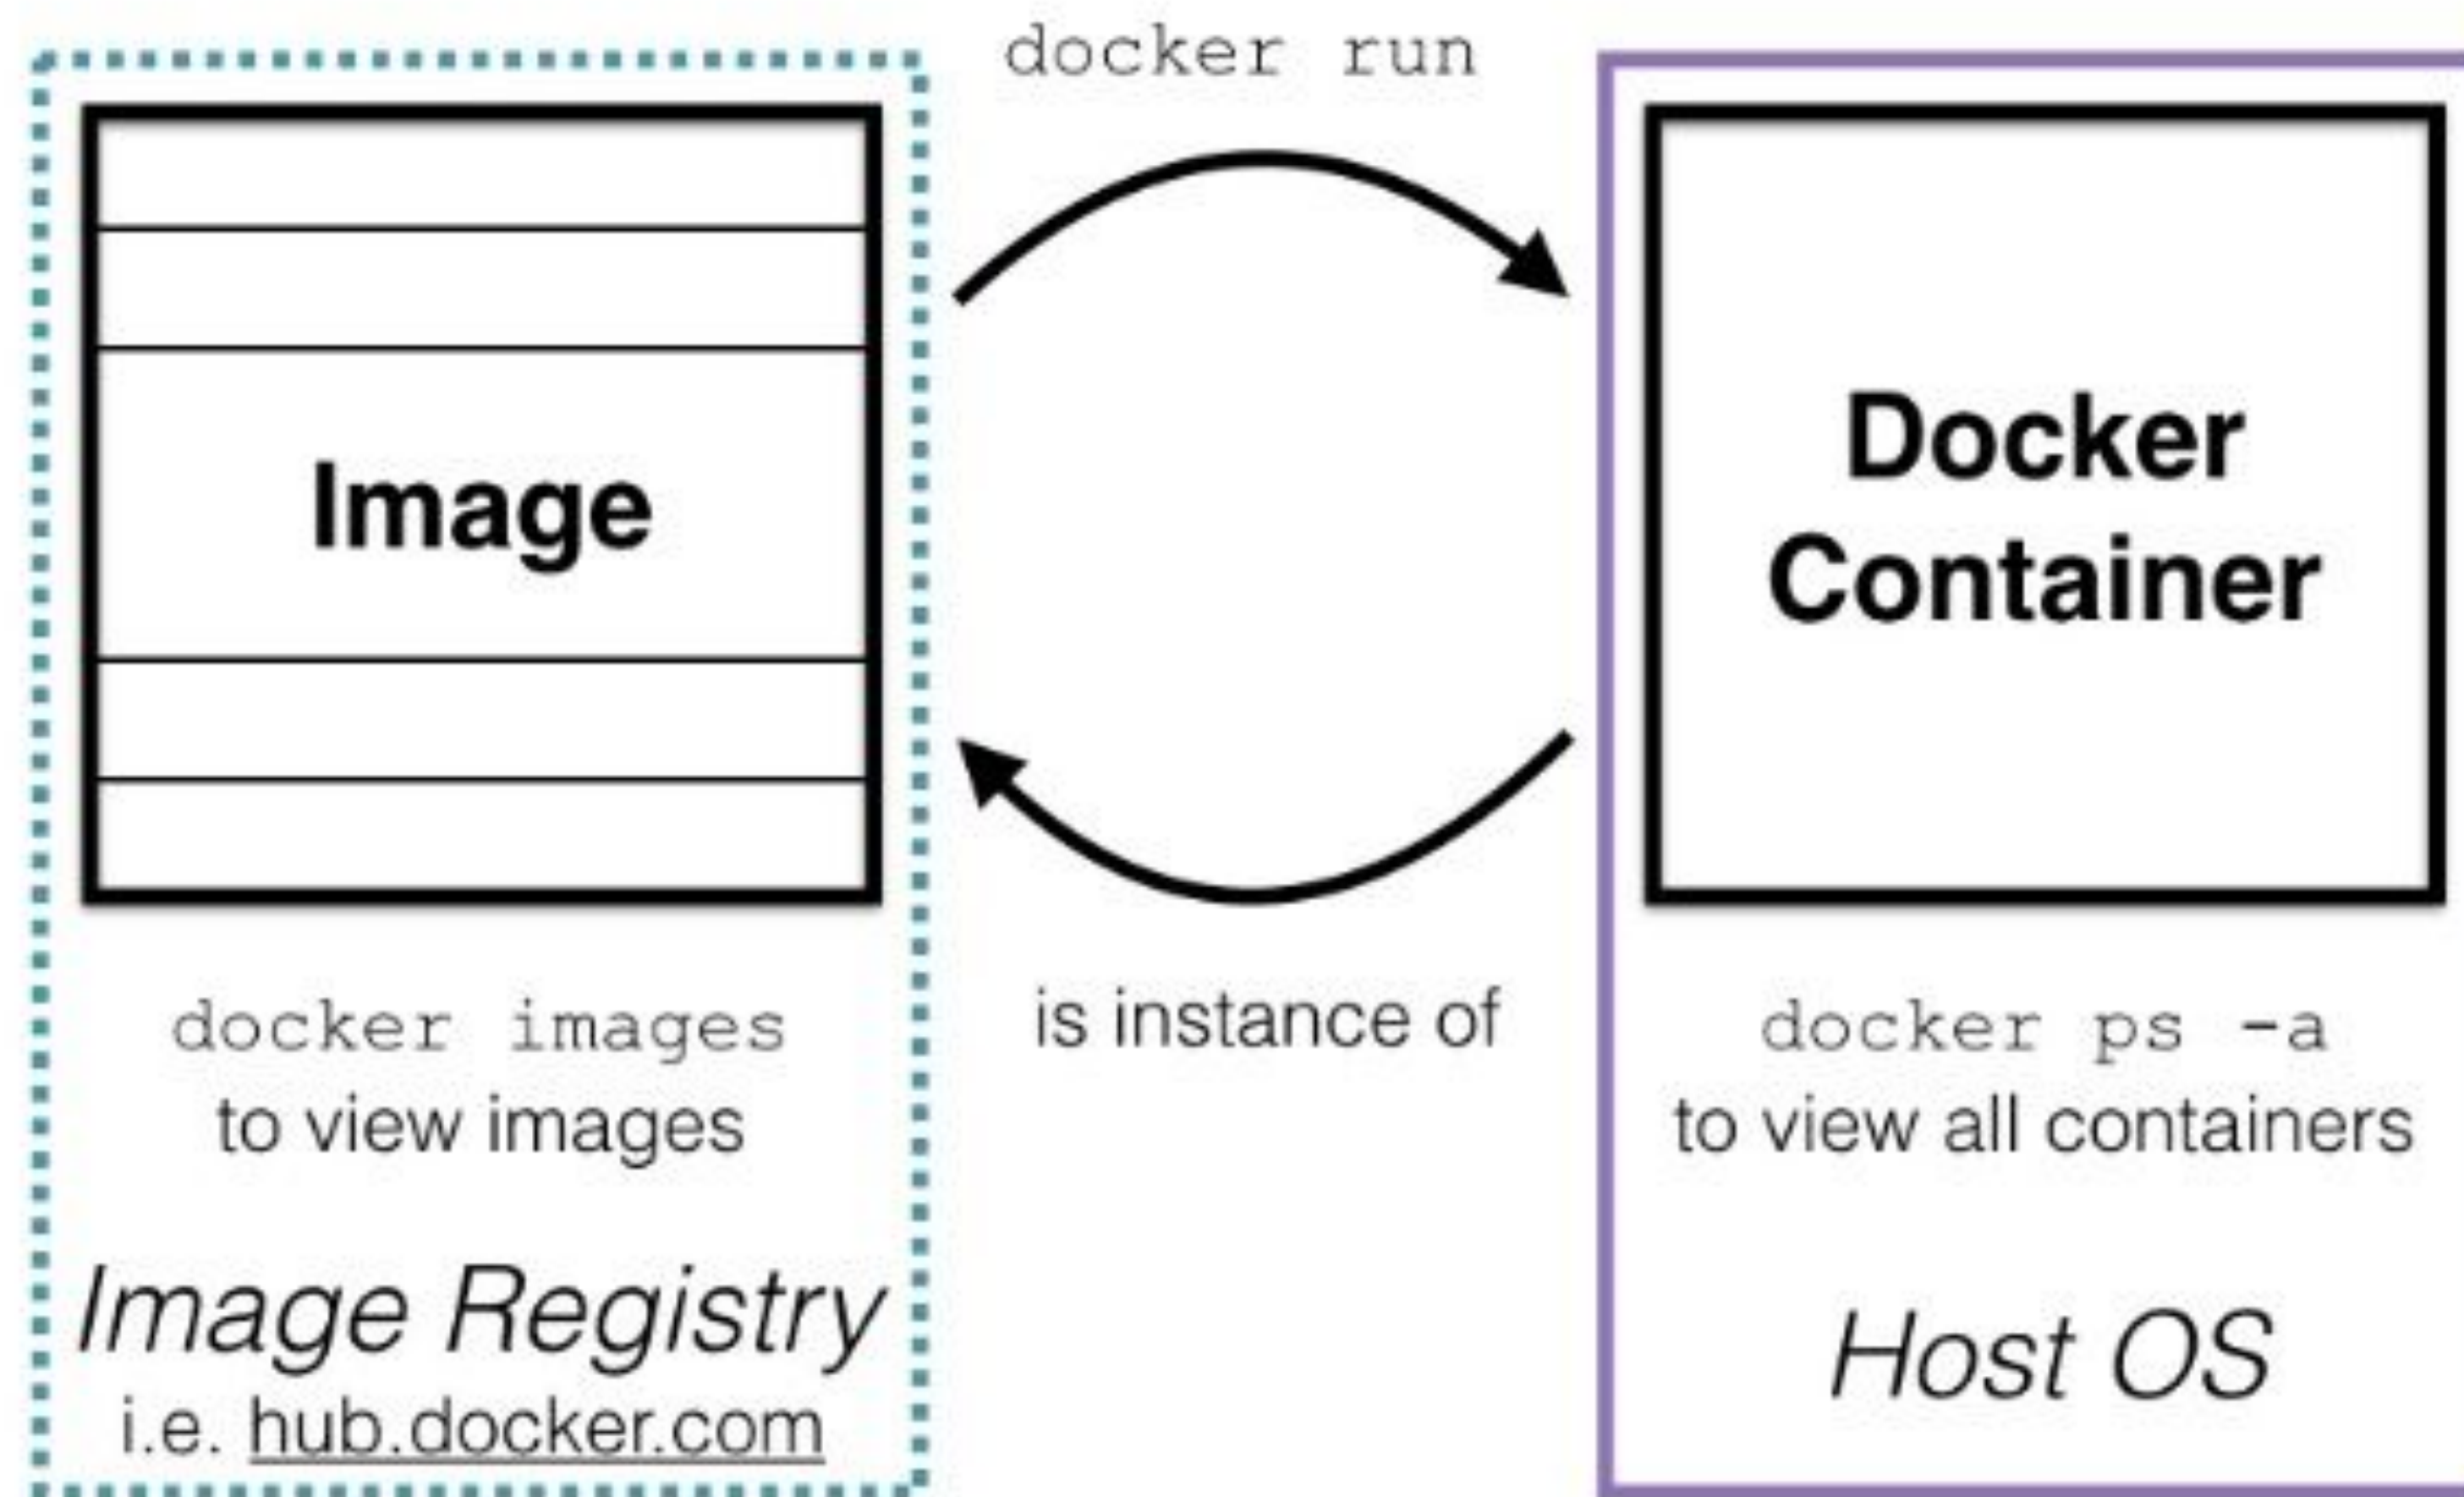 docker run
Image
Docker
Container
docker images
to view images
is instance of
docker ps -a
to view all containers
Image Registry
i.e. hub.docker.com
Host OS